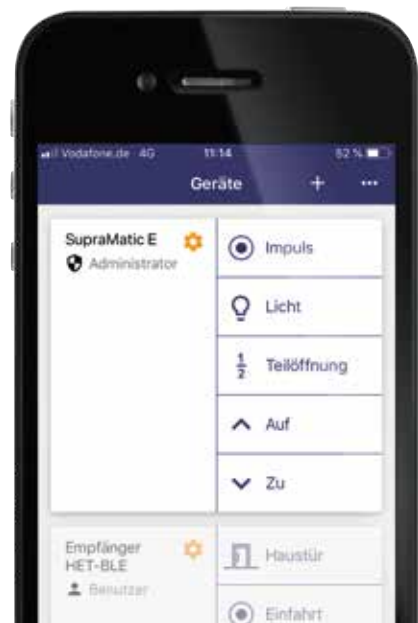 Vodafone.de 4G 11:14 52 %
Geräte + ...
SupraMatic E
Administrator
Impuls
Licht
1/2 Teilöffnung
Auf
Zu
Empfänger
HET-BLE
Benutzer
Haustür
Einfahrt